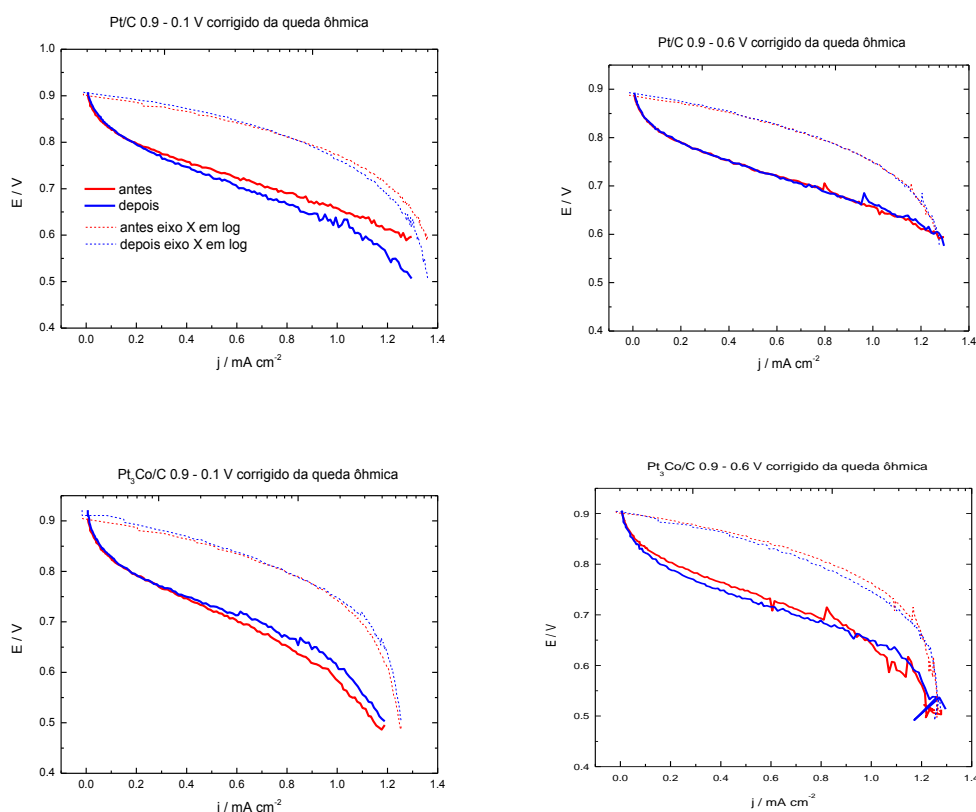 Pt/C 0.9 - 0.1 V corrigido da queda ôhmica
1.0
0.9
0.8
0.7
0.6
0.5
0.4
E / V
antes
depois
antes eixo X em log
depois eixo X em log
0.0 0.2 0.4 0.6 0.8 1.0 1.2 1.4
j / mA cm-2
Pt/C 0.9 - 0.6 V corrigido da queda ôhmica
0.9
0.8
0.7
0.6
0.5
0.4
E / V
0.0 0.2 0.4 0.6 0.8 1.0 1.2 1.4
j / mA cm-2
Pt3Co/C 0.9 - 0.1 V corrigido da queda ôhmica
0.9
0.8
0.7
0.6
0.5
0.4
E / V
0.0 0.2 0.4 0.6 0.8 1.0 1.2 1.4
j / mA cm-2
Pt3Co/C 0.9 - 0.6 V corrigido da queda ôhmica
0.9
0.8
0.7
0.6
0.5
0.4
E / V
0.0 0.2 0.4 0.6 0.8 1.0 1.2 1.4
j / mA cm-2